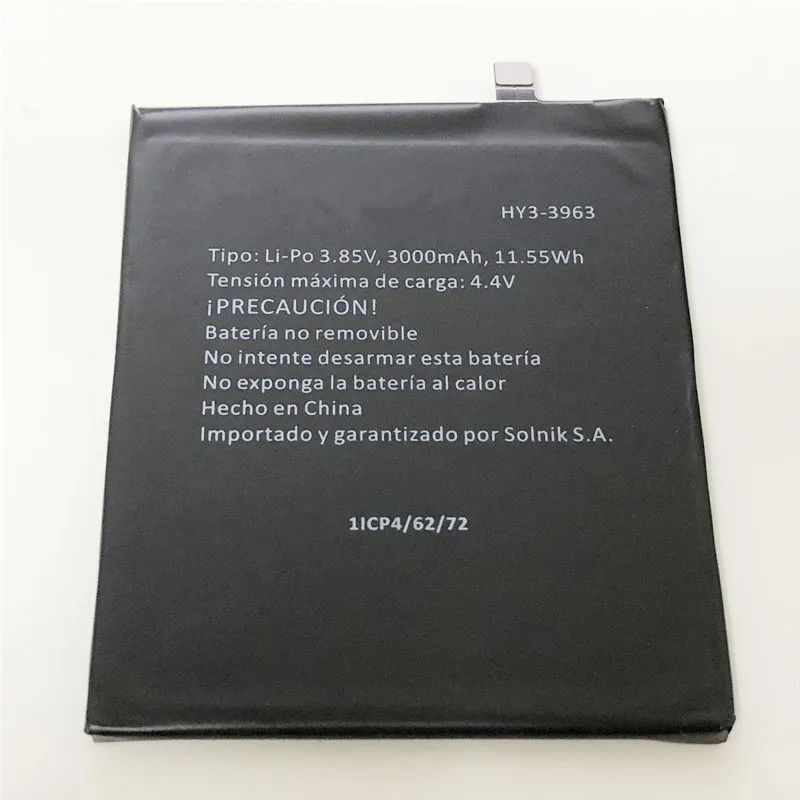 HY3-3963
Tipo: Li-Po 3.85V, 3000mAh, 11.55Wh
Tensión máxima de carga: 4.4V
¡PRECAUCIÓN!
Batería no removible
No intente desarmar esta batería
No exponga la batería al calor
Hecho en China
Importado y garantizado por Solnik S.A.
1ICP4/62/72